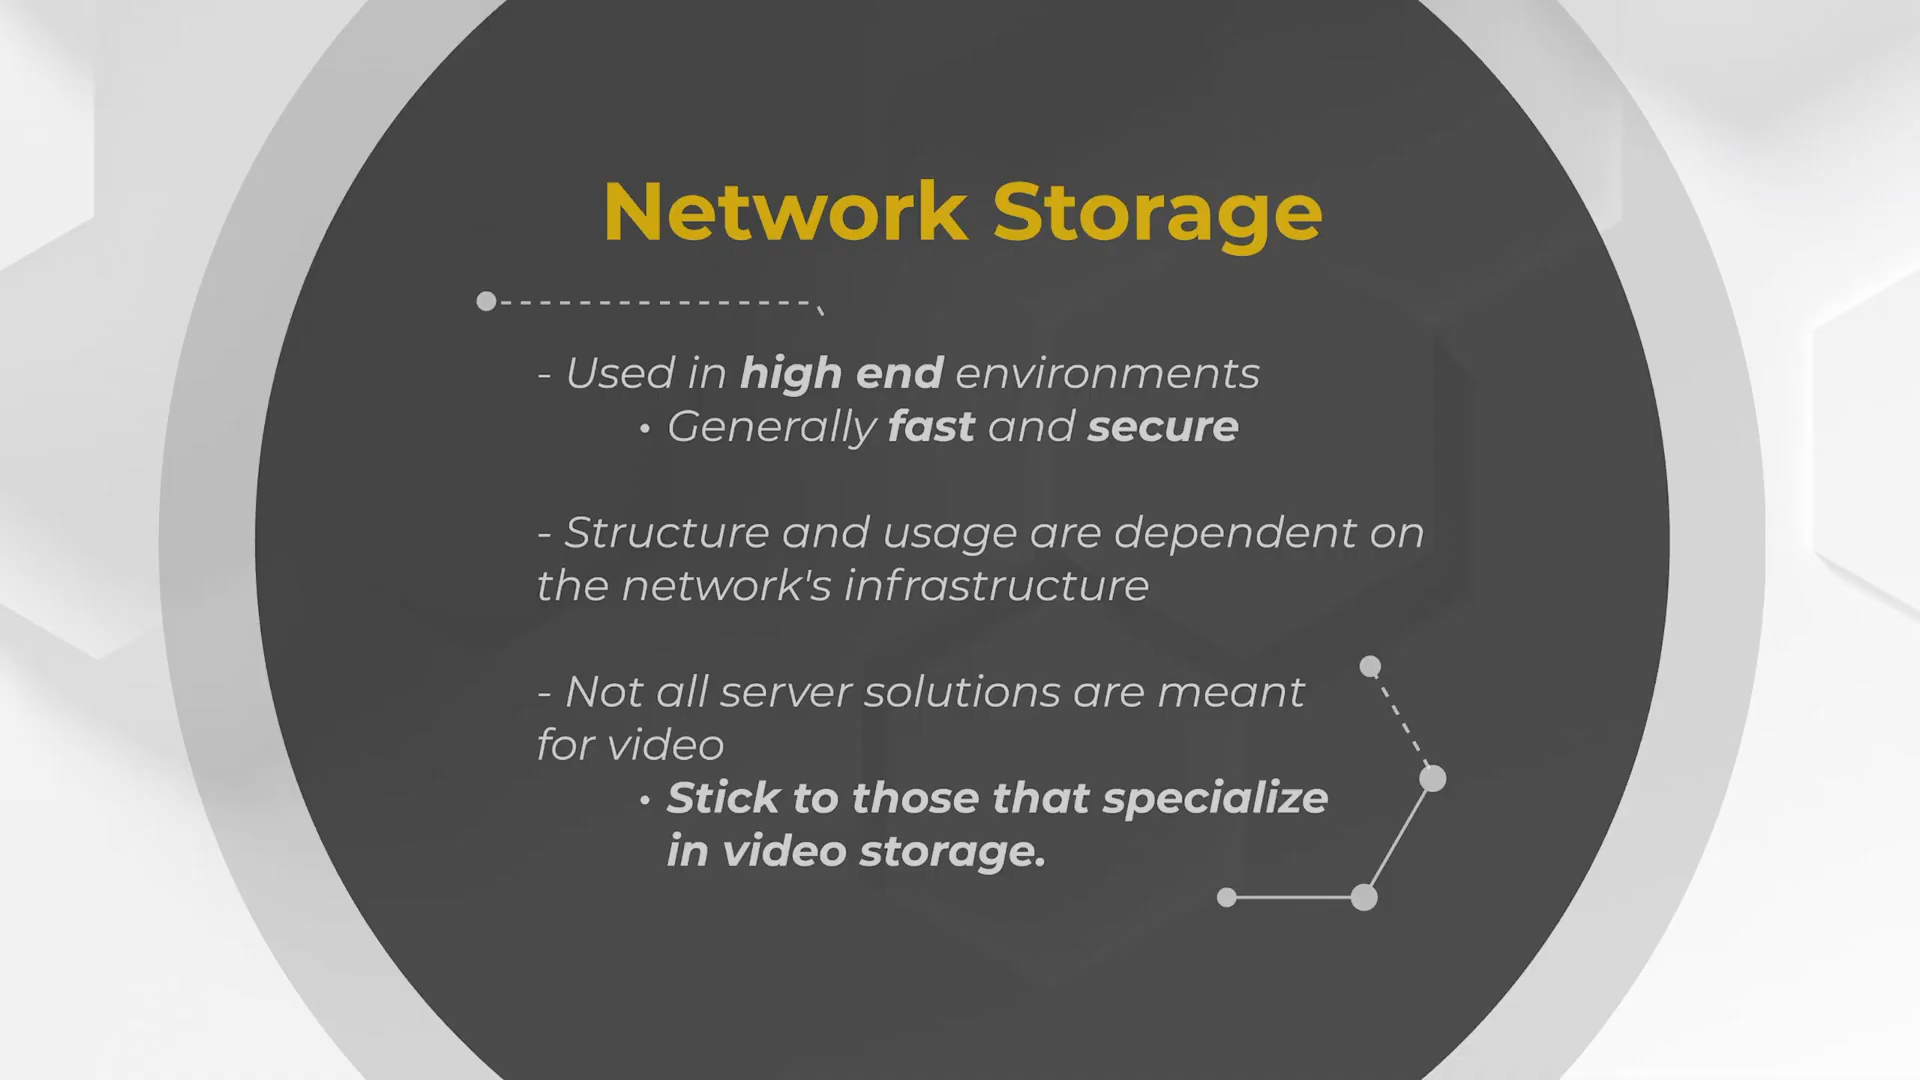 Network Storage
- Used in high end environments
• Generally fast and secure
- Structure and usage are dependent on
the network's infrastructure
- Not all server solutions are meant
for video
• Stick to those that specialize
in video storage.